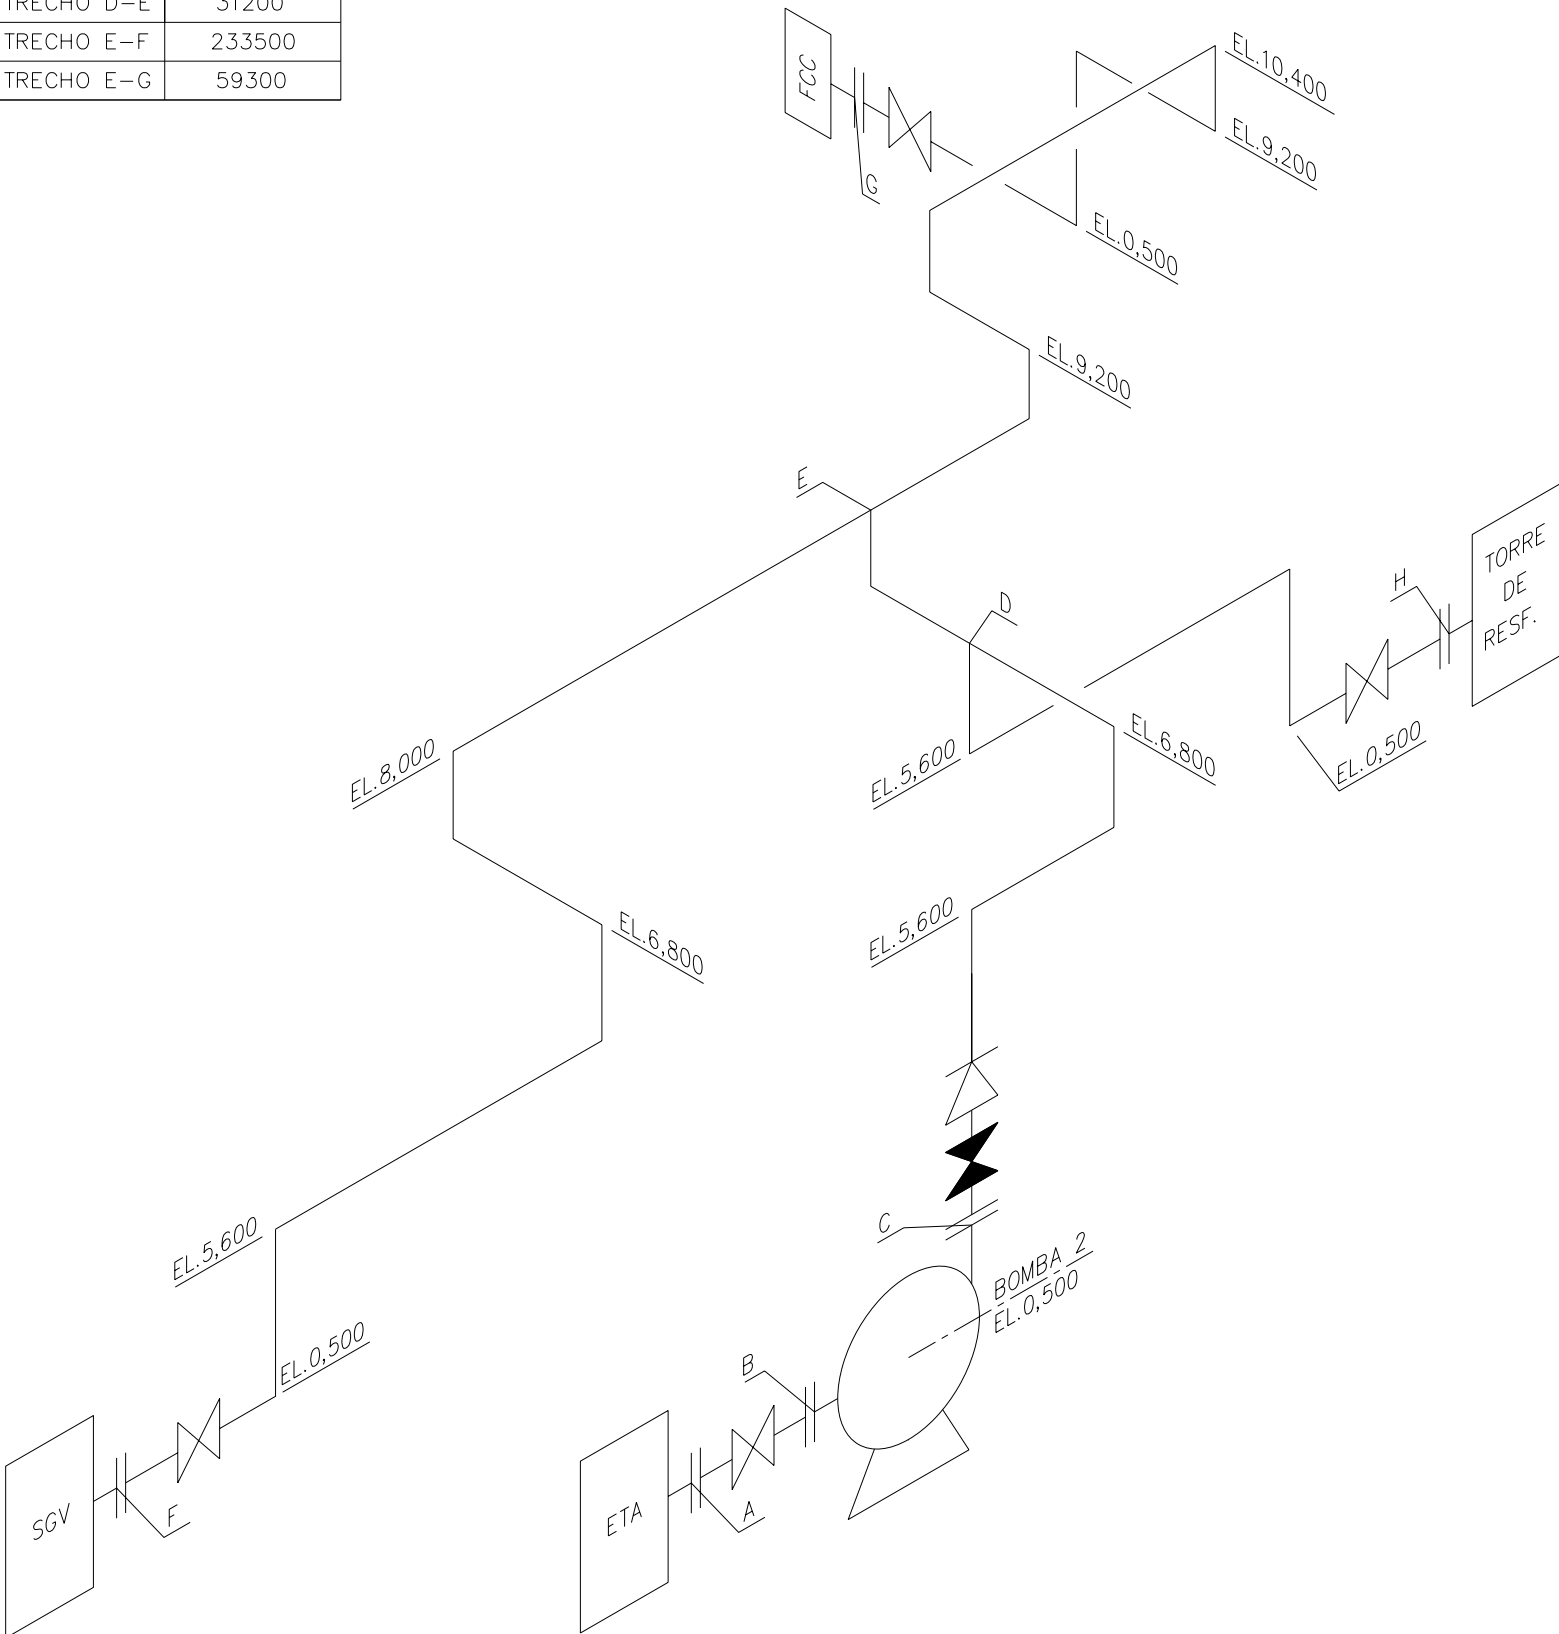 TRECHO D-E 31200
TRECHO E-F 233500
TRECHO E-G 59300
FCC
G
EL.10,400
EL.9,200
EL.0,500
EL.9,200
E
D
H
TORRE
DE
RESF.
EL.8,000
EL.5,600
EL.6,800
EL.0,500
EL.6,800
EL.5,600
C
EL.5,600
BOMBA 2
EL.0,500
EL.0,500
B
SGV
F
ETA
A